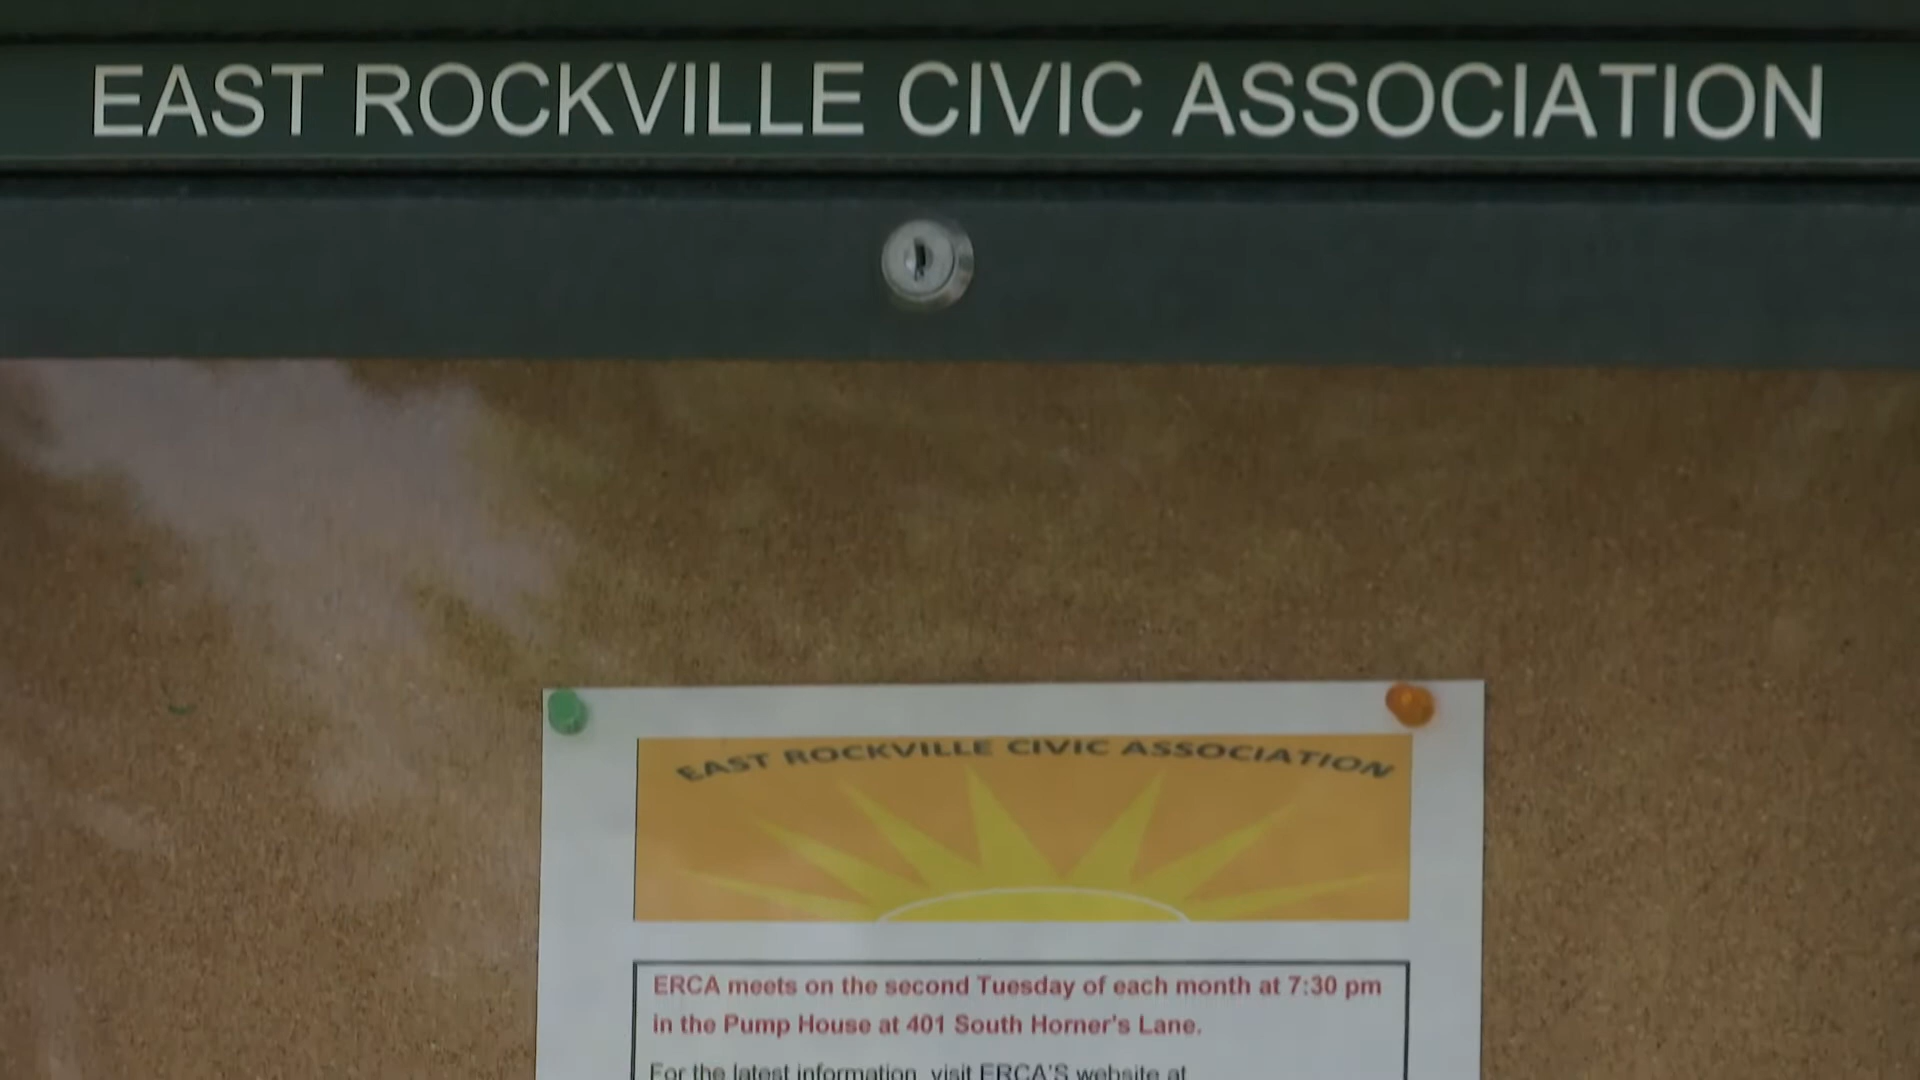 EAST ROCKVILLE CIVIC ASSOCIATION
EAST ROCKVILLE CIVIC ASSOCIATION
ERCA meets on the second Tuesday of each month at 7:30 pm
in the Pump House at 401 South Horner's Lane.
For the latest information, visit ERCA'S website at